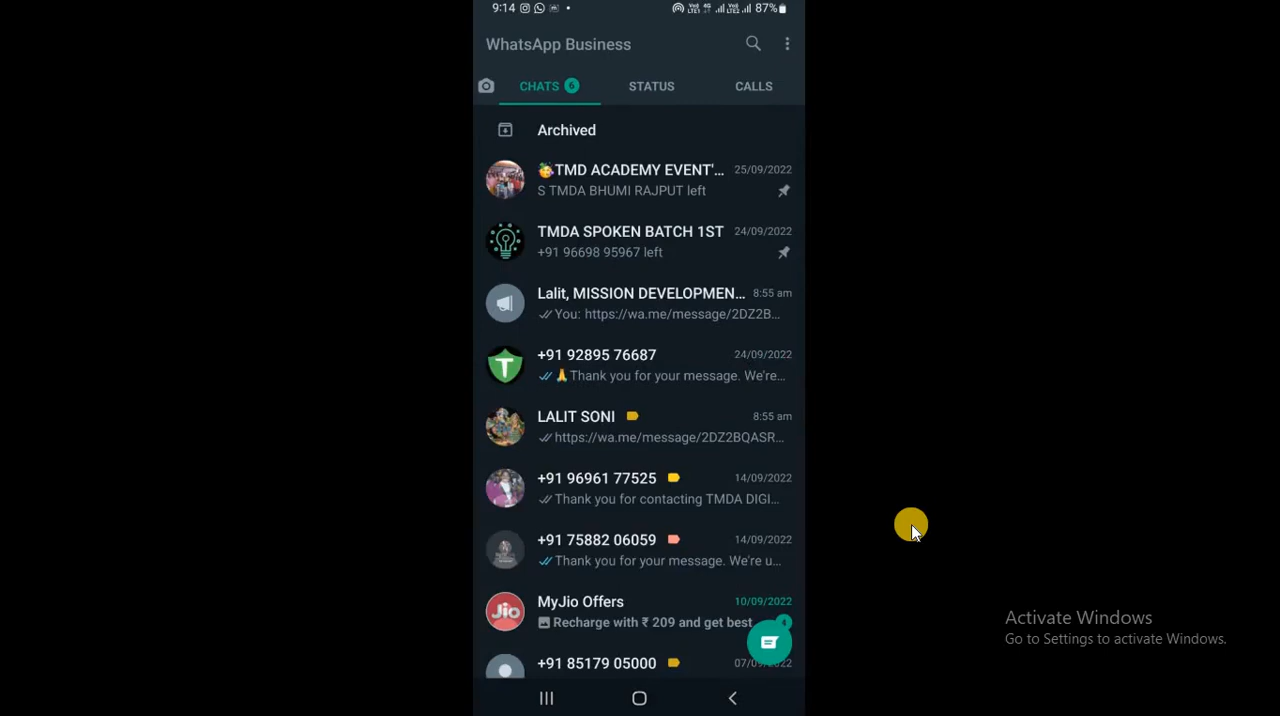 9:14 87%
WhatsApp Business
CHATS 6 STATUS CALLS
Archived
TMD ACADEMY EVENT'... 25/09/2022
S TMDA BHUMI RAJPUT left
TMDA SPOKEN BATCH 1ST 24/09/2022
+91 96698 95967 left
Lalit, MISSION DEVELOPMEN... 8:55 am
You: https://wa.me/message/2DZ2B...
+91 92895 76687 24/09/2022
🙏Thank you for your message. We're...
LALIT SONI 8:55 am
https://wa.me/message/2DZ2BQASR...
+91 96961 77525 14/09/2022
Thank you for contacting TMDA DIGI...
+91 75882 06059 14/09/2022
Thank you for your message. We're u...
Jio
MyJio Offers 10/09/2022
Recharge with ₹ 209 and get best 4
+91 85179 05000 07/09/2022
Activate Windows
Go to Settings to activate Windows.